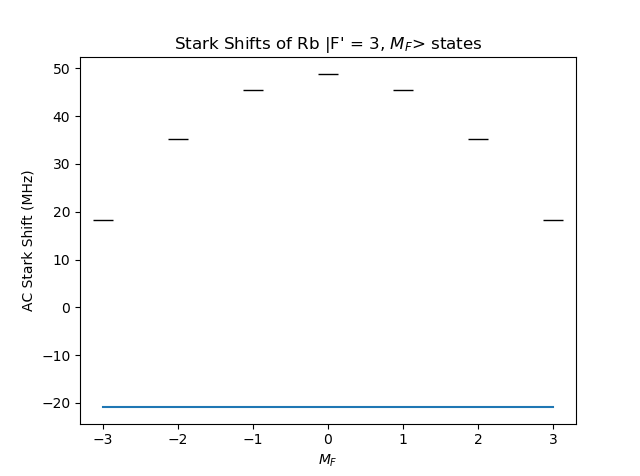 Stark Shifts of Rb |F' = 3, M_F> states
AC Stark Shift (MHz)
50
40
30
20
10
0
−10
−20
−3 −2 −1 0 1 2 3
M_F